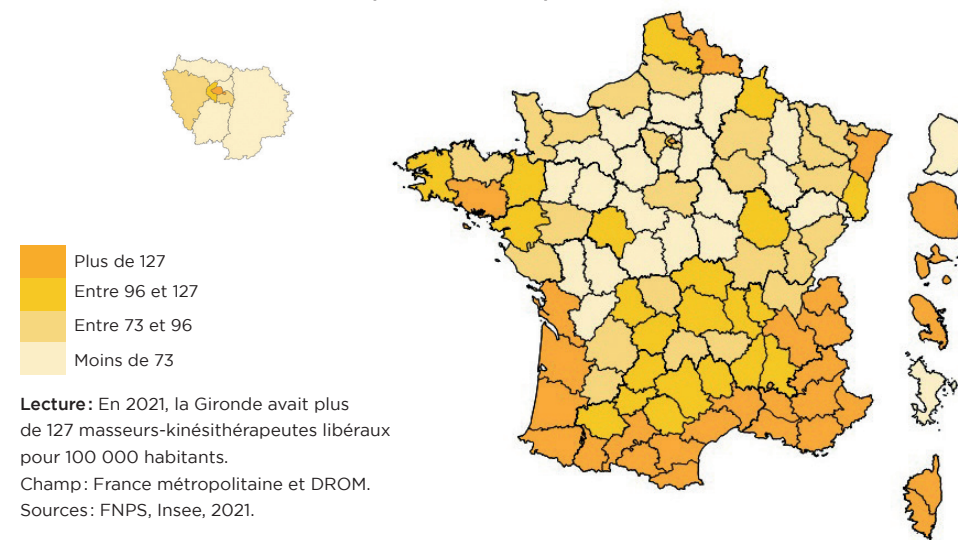 Plus de 127
Entre 96 et 127
Entre 73 et 96
Moins de 73
Lecture : En 2021, la Gironde avait plus
de 127 masseurs-kinésithérapeutes libéraux
pour 100 000 habitants.
Champ : France métropolitaine et DROM.
Sources : FNPS, Insee, 2021.